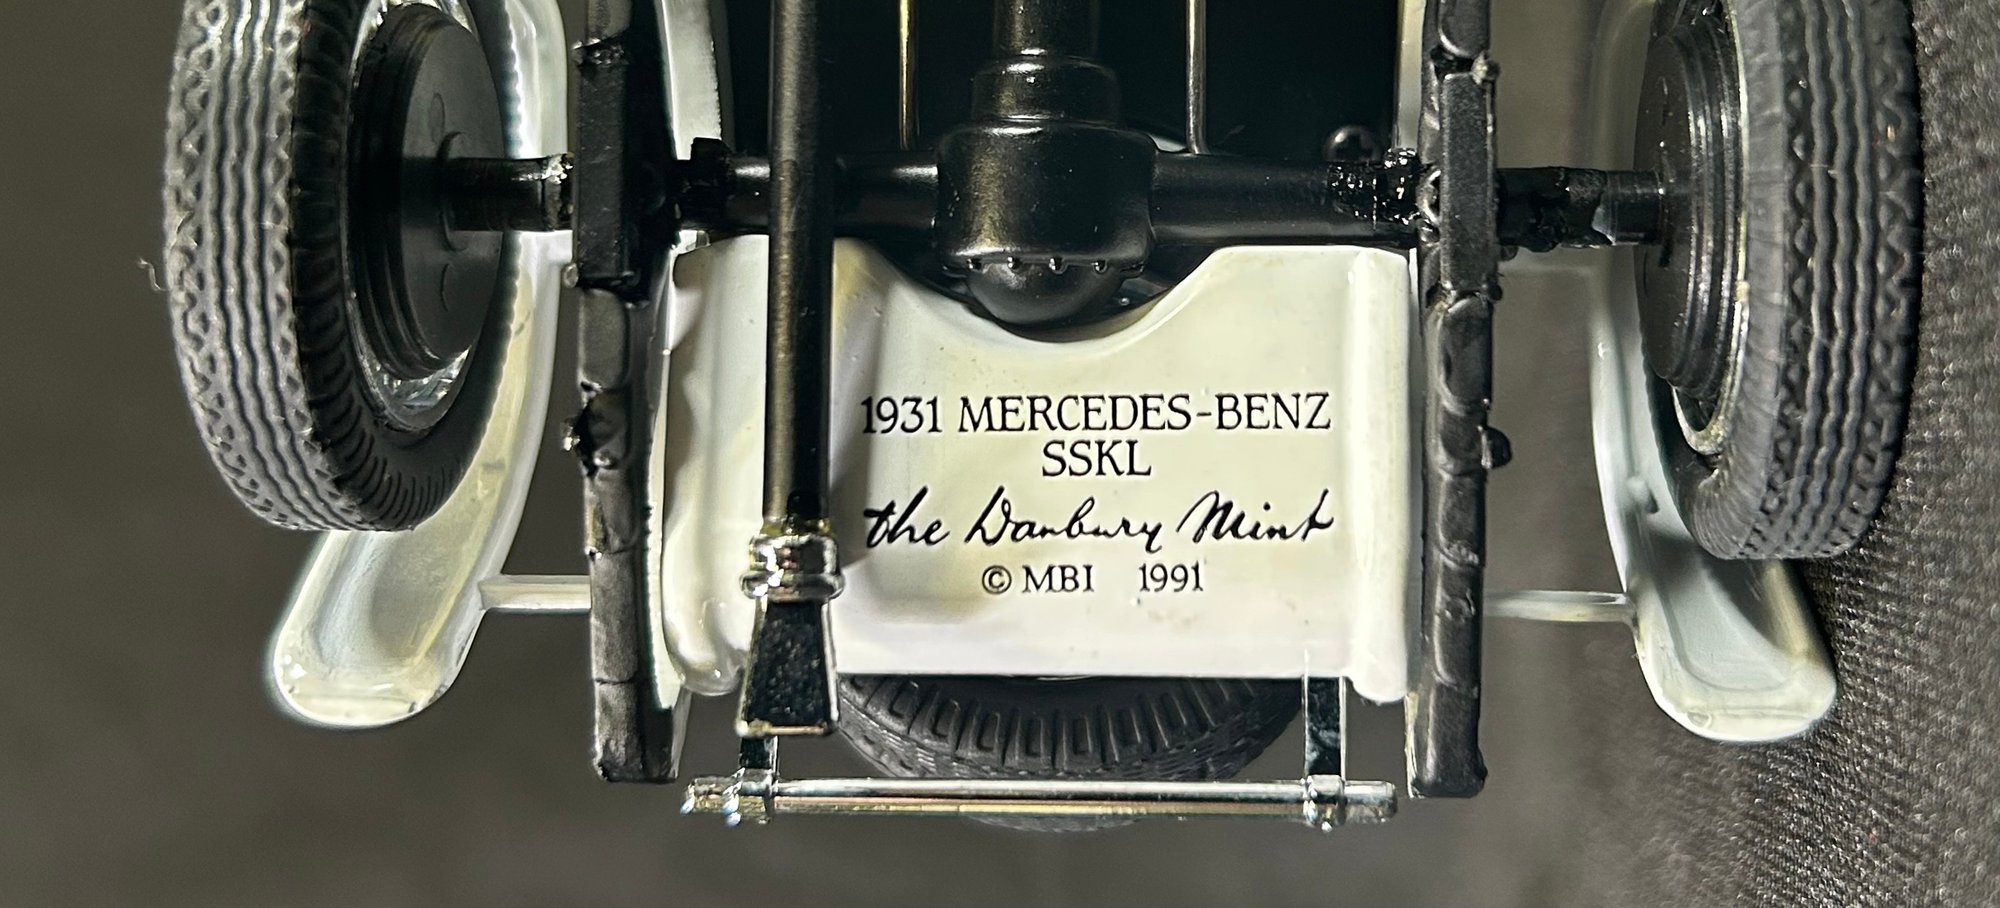 1931 MERCEDES-BENZ
SSKL
the Danbury Mint
© MBI 1991